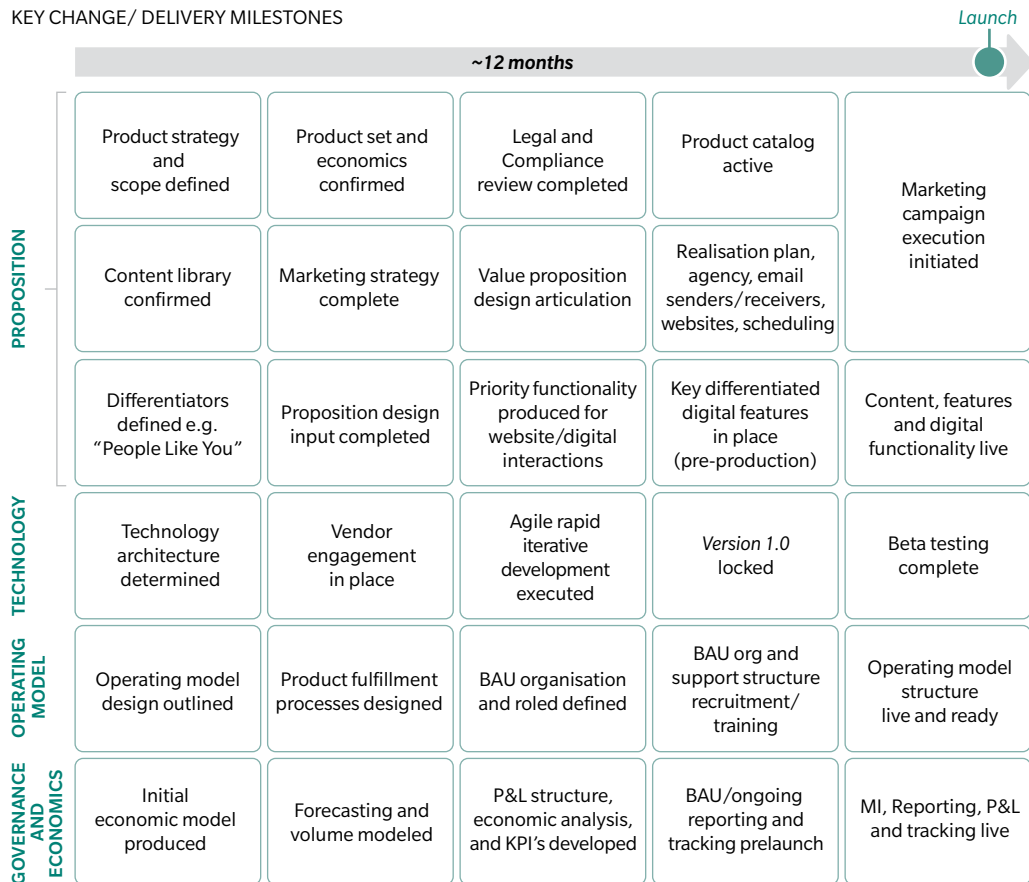 KEY CHANGE/ DELIVERY MILESTONES
Launch
~12 months
PROPOSITION
Product strategy
and
scope defined
Product set and
economics
confirmed
Legal and
Compliance
review completed
Product catalog
active
Marketing
campaign
execution
initiated
Content library
confirmed
Marketing strategy
complete
Value proposition
design articulation
Realisation plan,
agency, email
senders/receivers,
websites, scheduling
Differentiators
defined e.g.
“People Like You”
Proposition design
input completed
Priority functionality
produced for
website/digital
interactions
Key differentiated
digital features
in place
(pre-production)
Content, features
and digital
functionality live
TECHNOLOGY
Technology
architecture
determined
Vendor
engagement
in place
Agile rapid
iterative
development
executed
Version 1.0
locked
Beta testing
complete
OPERATING
MODEL
Operating model
design outlined
Product fulfillment
processes designed
BAU organisation
and roled defined
BAU org and
support structure
recruitment/
training
Operating model
structure
live and ready
GOVERNANCE
AND
ECONOMICS
Initial
economic model
produced
Forecasting and
volume modeled
P&L structure,
economic analysis,
and KPI’s developed
BAU/ongoing
reporting and
tracking prelaunch
MI, Reporting, P&L
and tracking live